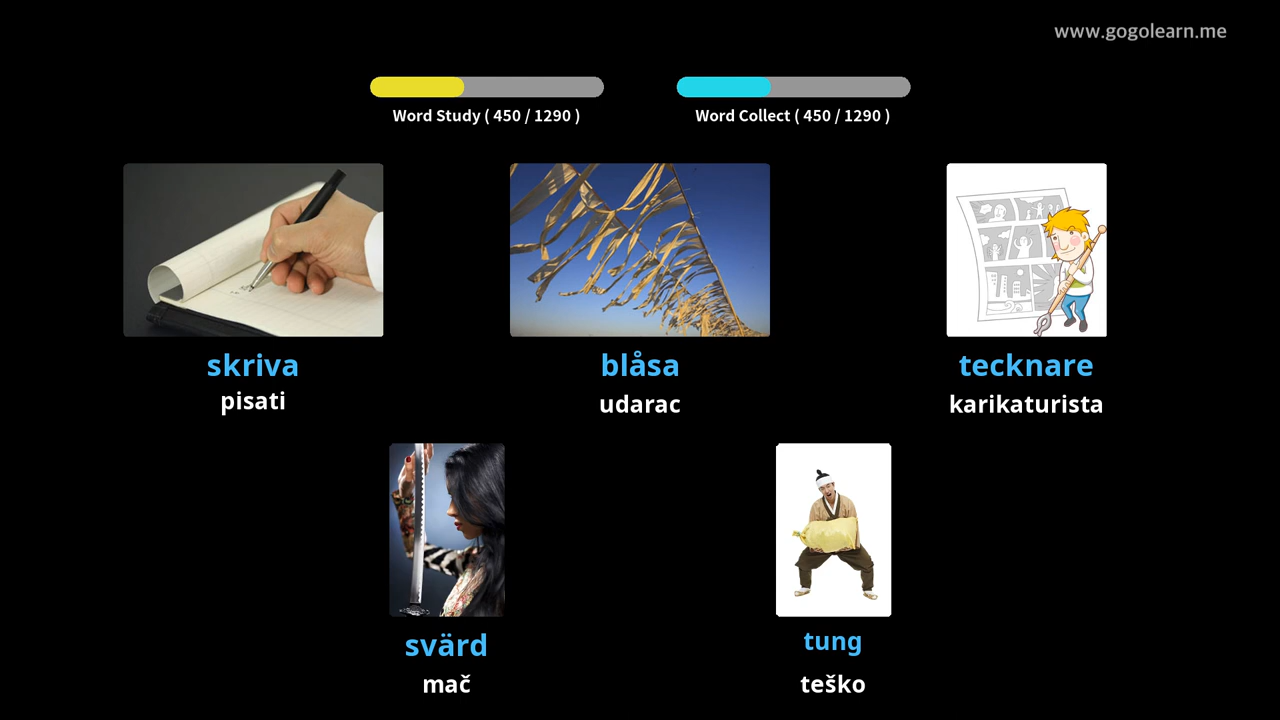 www.gogolearn.me
Word Study ( 450 / 1290 )
Word Collect ( 450 / 1290 )
skriva
pisati
blåsa
udarac
tecknare
karikaturista
svärd
mač
tung
teško